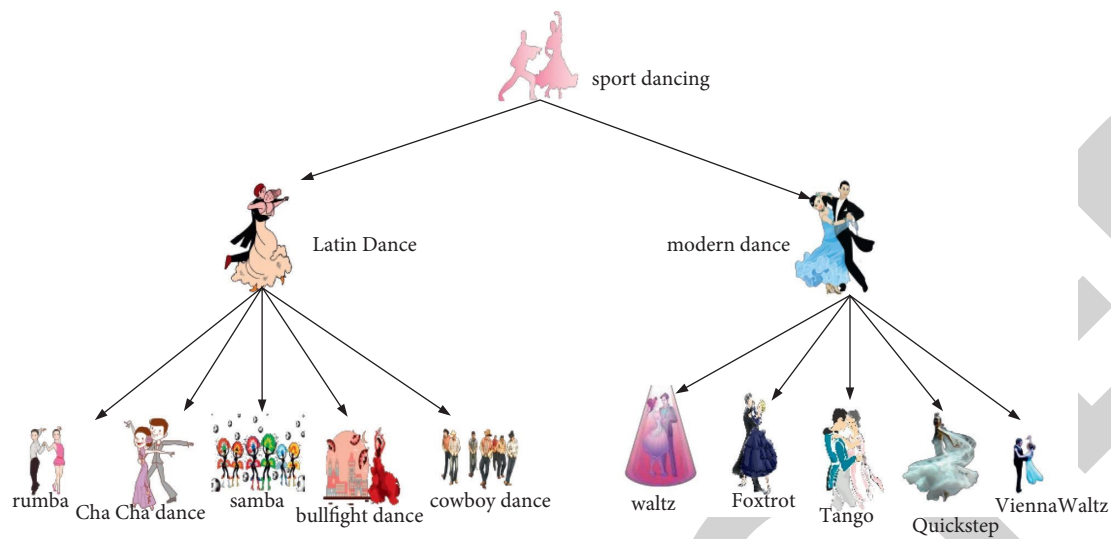 sport dancing
Latin Dance
modern dance
rumba
Cha Cha dance
samba
bullfight dance
cowboy dance
waltz
Foxtrot
Tango
Quickstep
ViennaWaltz